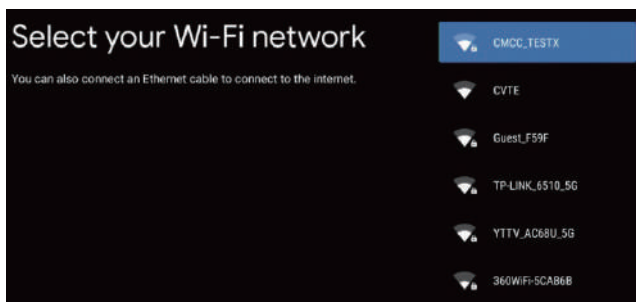 Select your Wi-Fi network
You can also connect an Ethernet cable to connect to the internet.
CMCC_TESTX
CVTE
Guest_F59F
TP-LINK_6510_5G
YTTV_AC68U_5G
360WiFi-5CAB6B